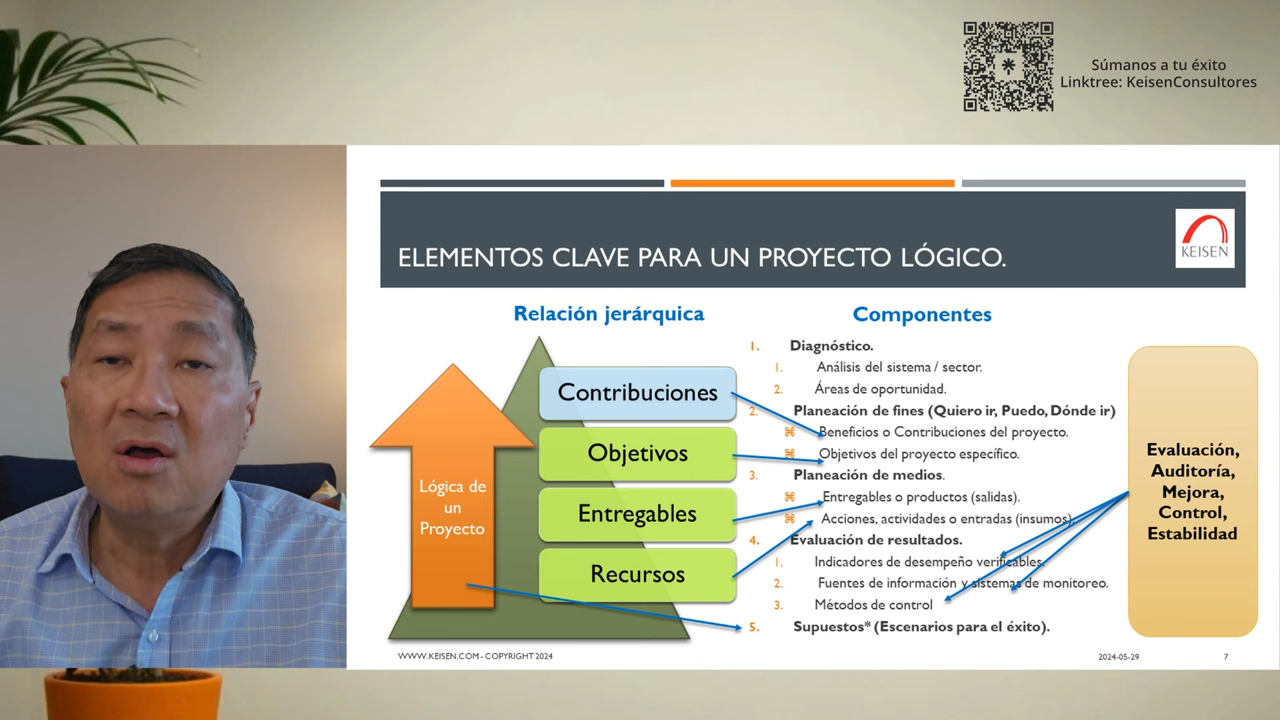 Súmanos a tu éxito
Linktree: KeisenConsultores
ELEMENTOS CLAVE PARA UN PROYECTO LÓGICO.
KEISEN
Relación jerárquica
Contribuciones
Objetivos
Entregables
Recursos
Lógica de
un
Proyecto
Componentes
1. Diagnóstico.
1. Análisis del sistema / sector.
2. Áreas de oportunidad.
2. Planeación de fines (Quiero ir, Puedo, Dónde ir)
⌘ Beneficios o Contribuciones del proyecto.
⌘ Objetivos del proyecto específico.
3. Planeación de medios.
⌘ Entregables o productos (salidas).
⌘ Acciones, actividades o entradas (insumos).
4. Evaluación de resultados.
1. Indicadores de desempeño verificables.
2. Fuentes de información y sistemas de monitoreo.
3. Métodos de control
5. Supuestos* (Escenarios para el éxito).
Evaluación,
Auditoría,
Mejora,
Control,
Estabilidad
WWW.KEISEN.COM - COPYRIGHT 2024
2024-05-29
7